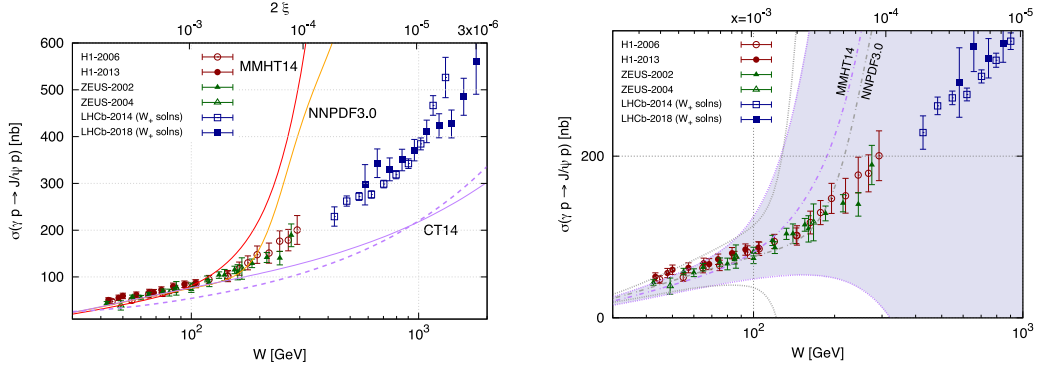 2 ξ
10⁻³
10⁻⁴
10⁻⁵
3x10⁻⁶
600
500
400
300
200
100
σ(γ p → J/ψ p) [nb]
H1-2006
H1-2013
ZEUS-2002
ZEUS-2004
LHCb-2014 (W₊ solns)
LHCb-2018 (W₊ solns)
MMHT14
NNPDF3.0
CT14
10²
10³
W [GeV]
x=10⁻³
10⁻⁴
10⁻⁵
200
0
σ(γ p → J/ψ p) [nb]
H1-2006
H1-2013
ZEUS-2002
ZEUS-2004
LHCb-2014 (W₊ solns)
LHCb-2018 (W₊ solns)
MMHT14
NNPDF3.0
10²
10³
W [GeV]